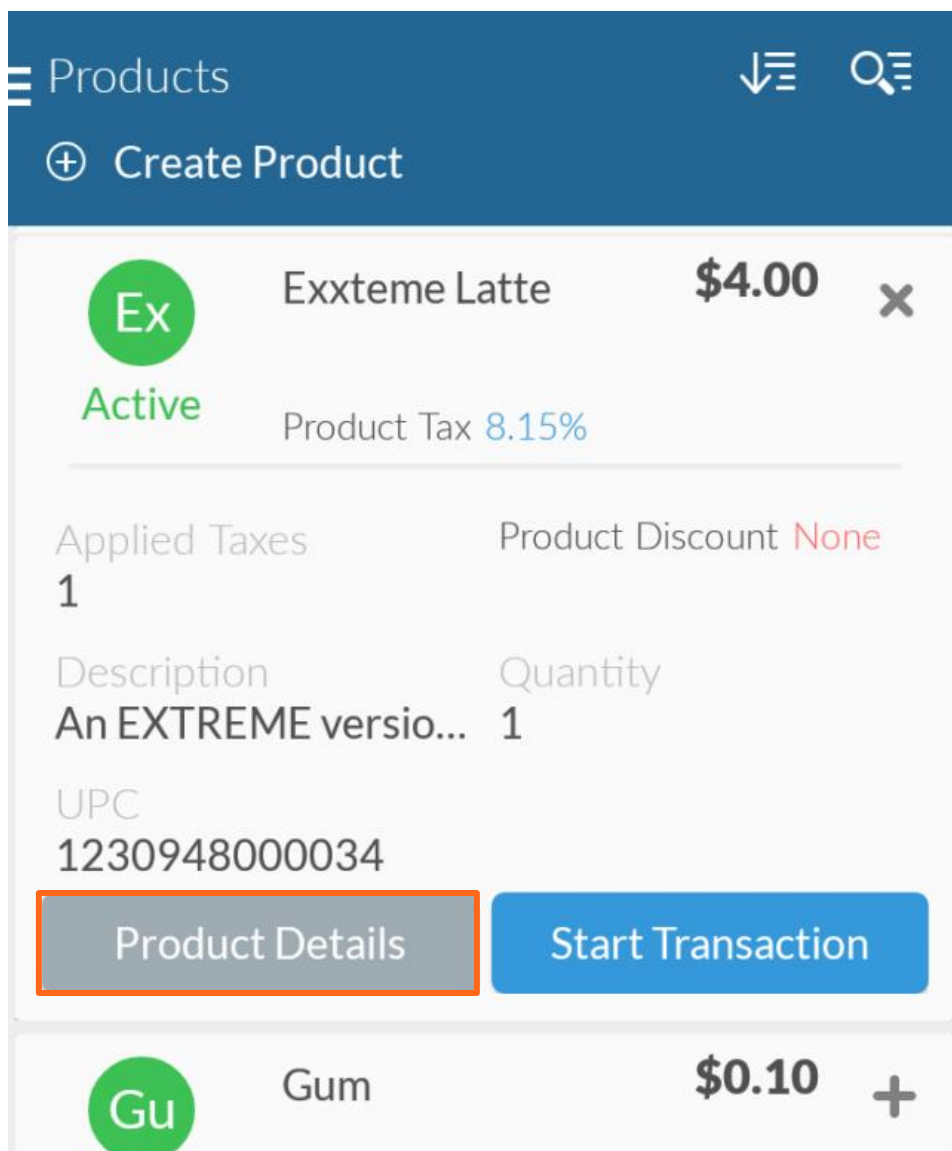 Products
Create Product
Ex
Exxteme Latte
$4.00
Active
Product Tax 8.15%
Applied Taxes
1
Product Discount None
Description
An EXTREME versio...
Quantity
1
UPC
1230948000034
Product Details
Start Transaction
Gu
Gum
$0.10